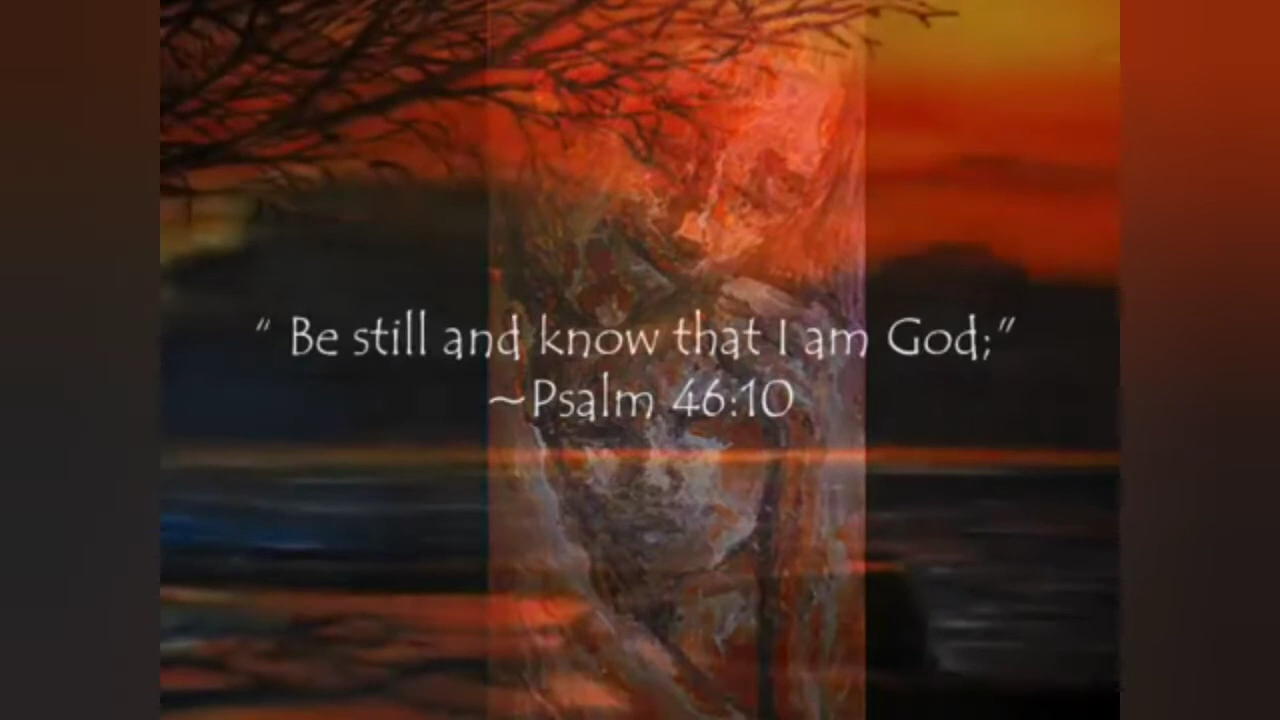 “ Be still and know that I am God;”
~Psalm 46:10